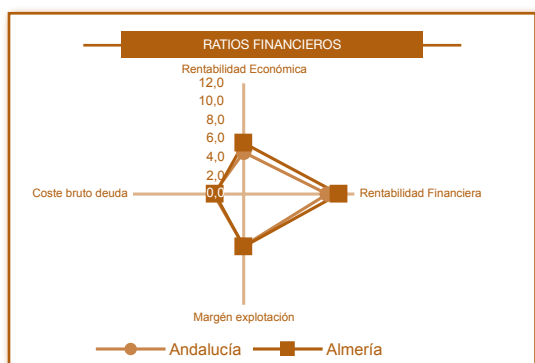 RATIOS FINANCIEROS
Rentabilidad Económica
12,0
10,0
8,0
6,0
4,0
2,0
0,0
Coste bruto deuda
Rentabilidad Financiera
Margén explotación
Andalucía
Almería